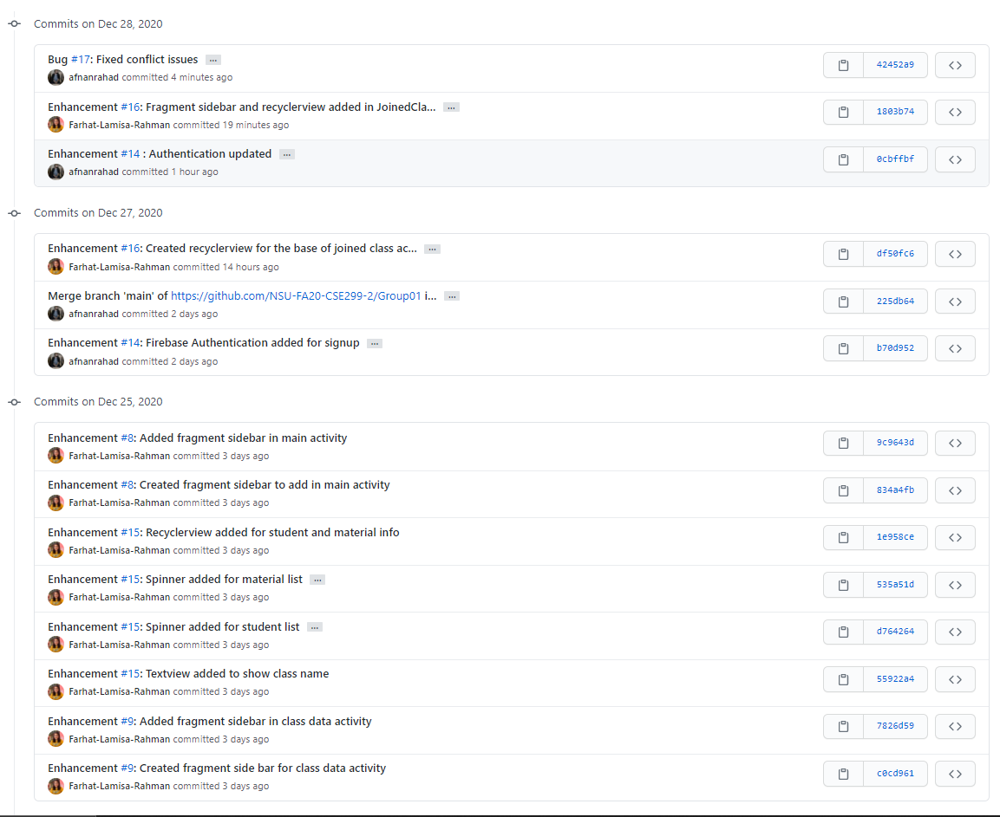 Commits on Dec 28, 2020
Bug #17: Fixed conflict issues ...
42452a9
afnanrahad committed 4 minutes ago
Enhancement #16: Fragment sidebar and recyclerview added in JoinedCla... ...
1803b74
Farhat-Lamisa-Rahman committed 19 minutes ago
Enhancement #14 : Authentication updated ...
0cbffbf
afnanrahad committed 1 hour ago
Commits on Dec 27, 2020
Enhancement #16: Created recyclerview for the base of joined class ac... ...
df50fc6
Farhat-Lamisa-Rahman committed 14 hours ago
Merge branch 'main' of https://github.com/NSU-FA20-CSE299-2/Group01 i... ...
225db64
afnanrahad committed 2 days ago
Enhancement #14: Firebase Authentication added for signup ...
b70d952
afnanrahad committed 2 days ago
Commits on Dec 25, 2020
Enhancement #8: Added fragment sidebar in main activity
9c9643d
Farhat-Lamisa-Rahman committed 3 days ago
Enhancement #8: Created fragment sidebar to add in main activity
834a4fb
Farhat-Lamisa-Rahman committed 3 days ago
Enhancement #15: Recyclerview added for student and material info
1e958ce
Farhat-Lamisa-Rahman committed 3 days ago
Enhancement #15: Spinner added for material list ...
535a51d
Farhat-Lamisa-Rahman committed 3 days ago
Enhancement #15: Spinner added for student list ...
d764264
Farhat-Lamisa-Rahman committed 3 days ago
Enhancement #15: Textview added to show class name
55922a4
Farhat-Lamisa-Rahman committed 3 days ago
Enhancement #9: Added fragment sidebar in class data activity
7826d59
Farhat-Lamisa-Rahman committed 3 days ago
Enhancement #9: Created fragment side bar for class data activity
c0cd961
Farhat-Lamisa-Rahman committed 3 days ago